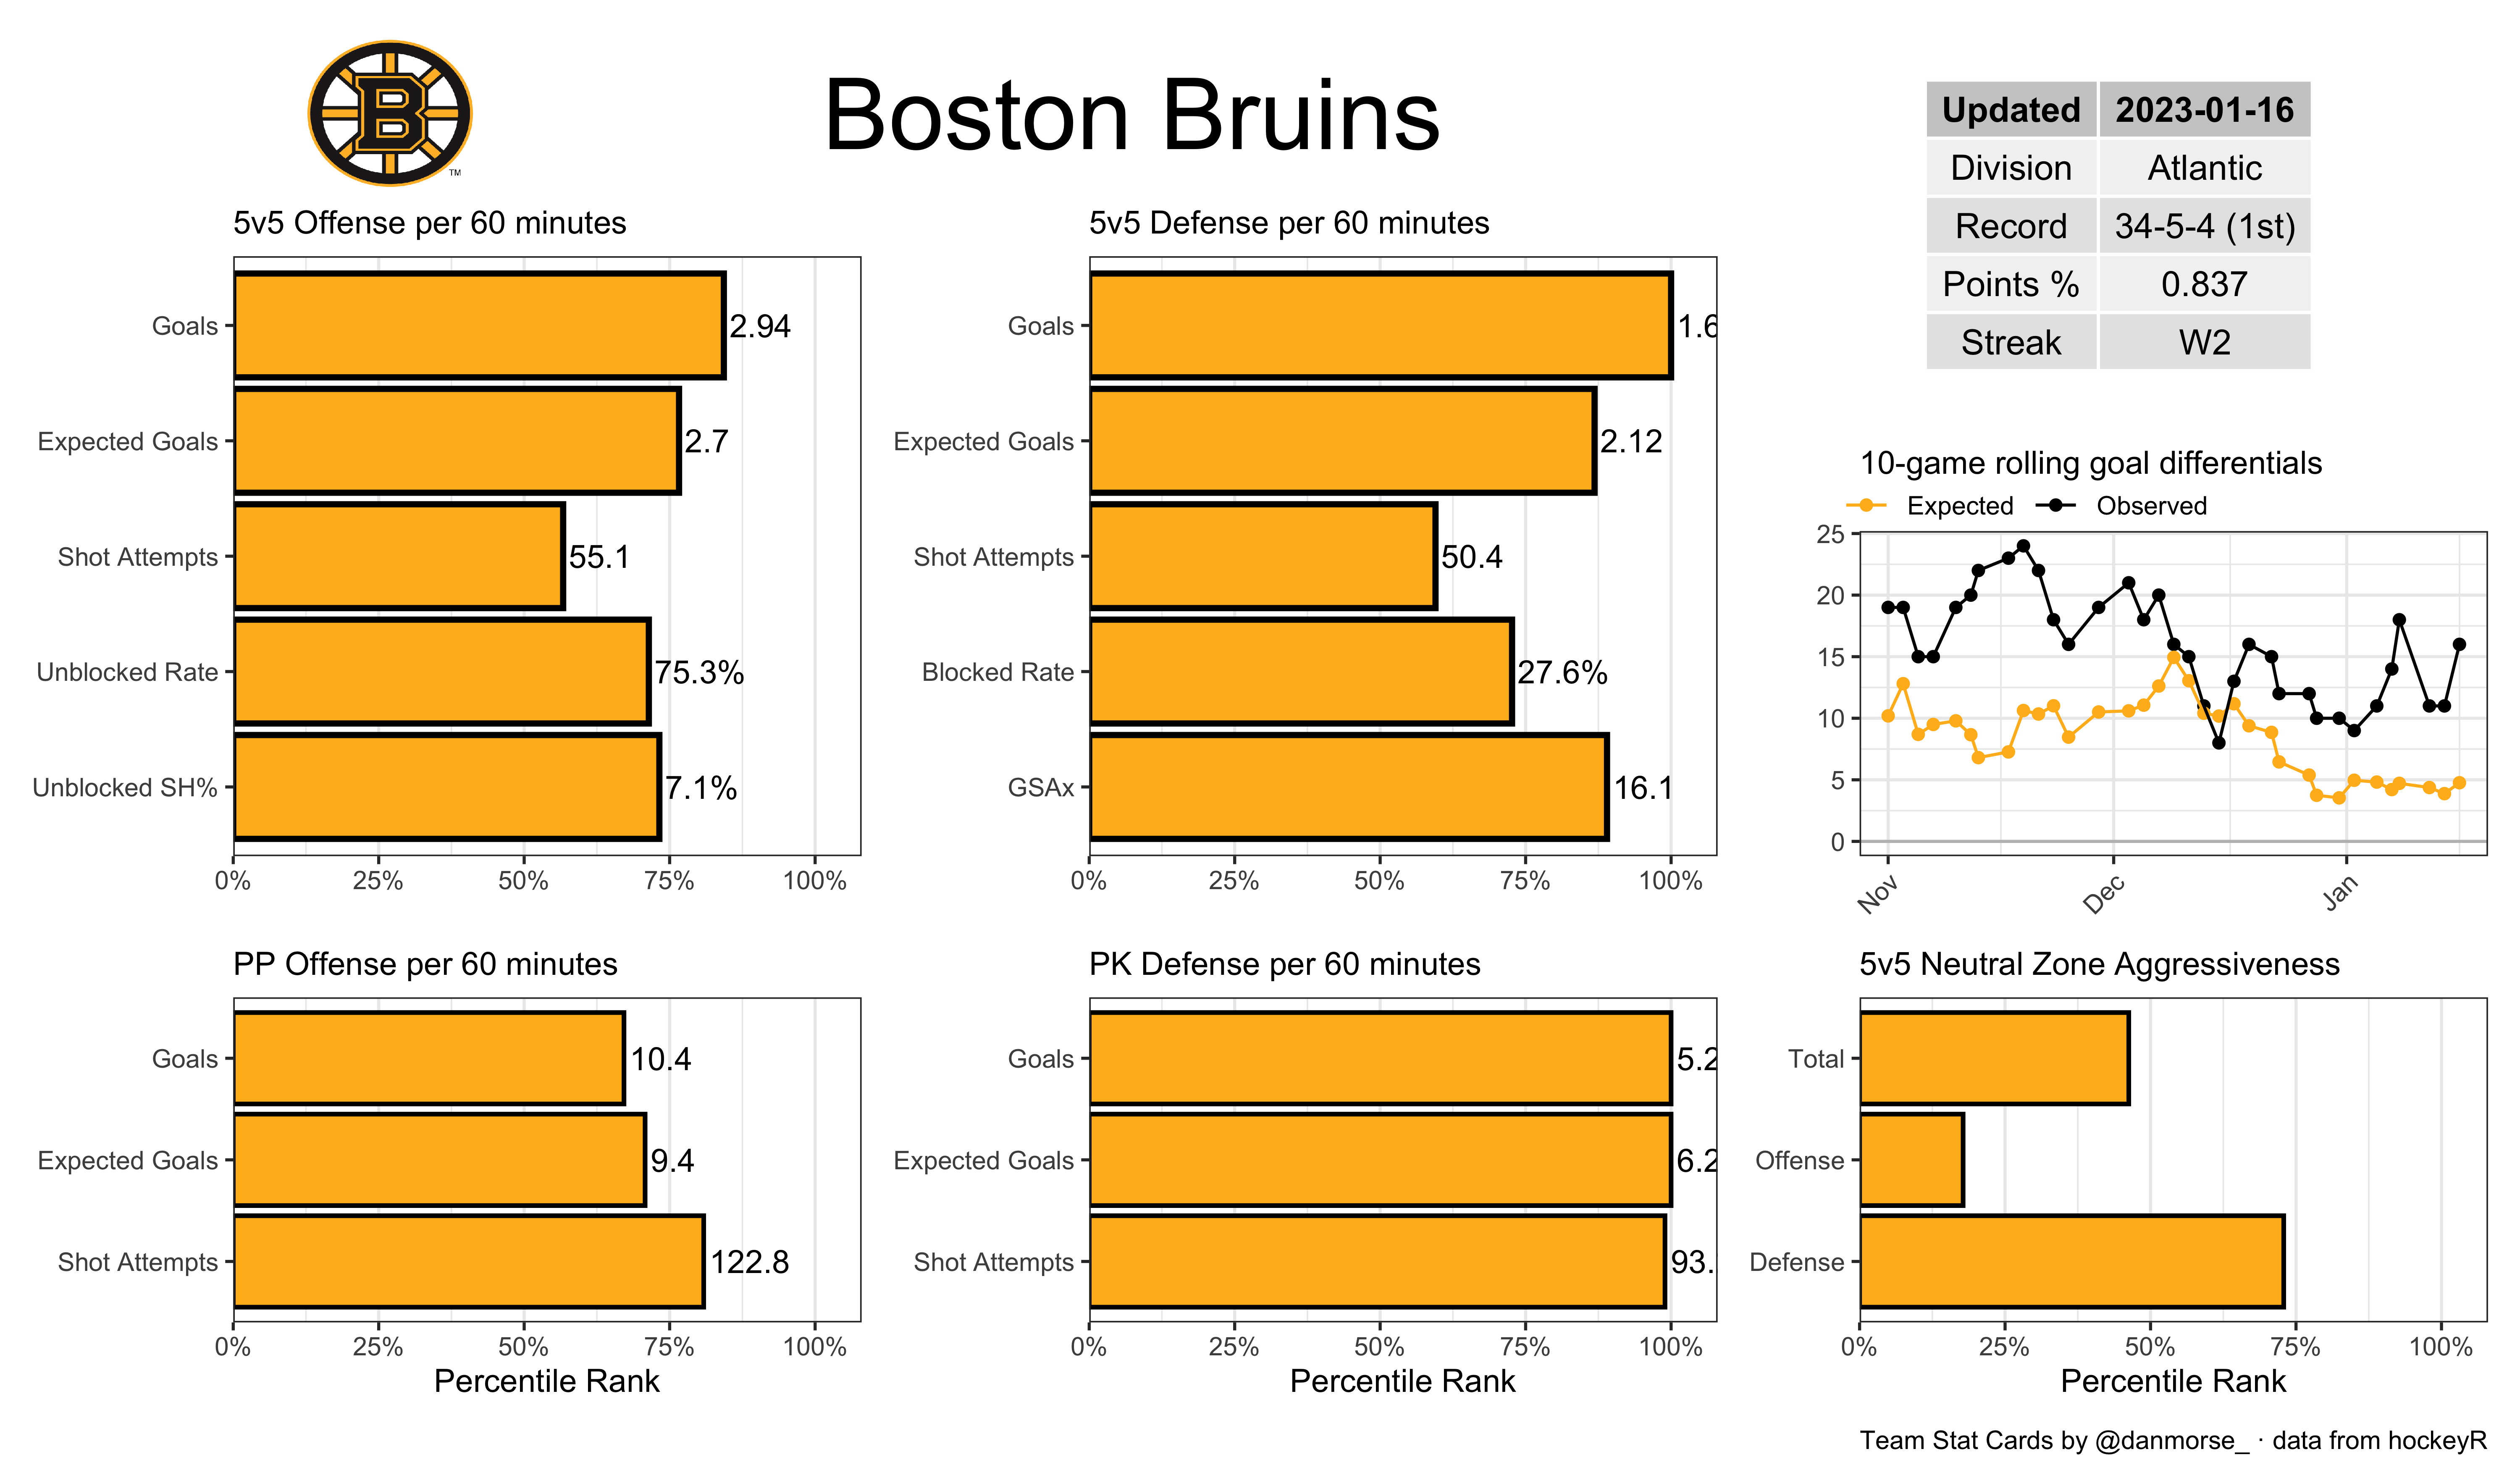 B
TM
Boston Bruins
Updated 2023-01-16
Division Atlantic
Record 34-5-4 (1st)
Points % 0.837
Streak W2
5v5 Offense per 60 minutes
Goals 2.94
Expected Goals 2.7
Shot Attempts 55.1
Unblocked Rate 75.3%
Unblocked SH% 7.1%
0% 25% 50% 75% 100%
5v5 Defense per 60 minutes
Goals 1.6
Expected Goals 2.12
Shot Attempts 50.4
Blocked Rate 27.6%
GSAx 16.1
0% 25% 50% 75% 100%
10-game rolling goal differentials
Expected Observed
25
20
15
10
5
0
Nov Dec Jan
PP Offense per 60 minutes
Goals 10.4
Expected Goals 9.4
Shot Attempts 122.8
0% 25% 50% 75% 100%
Percentile Rank
PK Defense per 60 minutes
Goals 5.2
Expected Goals 6.2
Shot Attempts 93.
0% 25% 50% 75% 100%
Percentile Rank
5v5 Neutral Zone Aggressiveness
Total
Offense
Defense
0% 25% 50% 75% 100%
Percentile Rank
Team Stat Cards by @danmorse_ · data from hockeyR